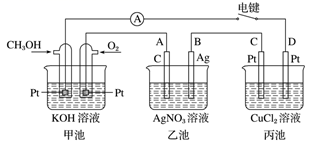 电键
A
CH₃OH O₂ A B C D
C Ag Pt Pt
Pt Pt
KOH 溶液 AgNO₃ 溶液 CuCl₂ 溶液
甲池 乙池 丙池